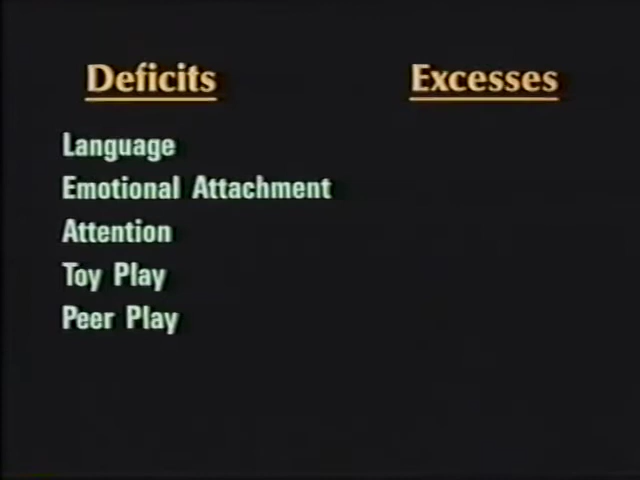 Deficits
Excesses
Language
Emotional Attachment
Attention
Toy Play
Peer Play